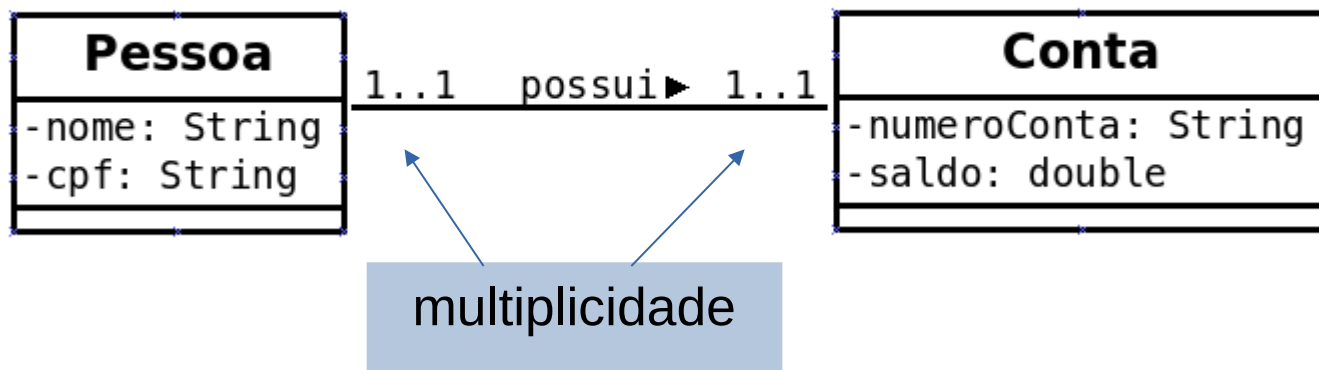 Pessoa
-nome: String
-cpf: String
1..1 possui▶ 1..1
Conta
-numeroConta: String
-saldo: double
multiplicidade